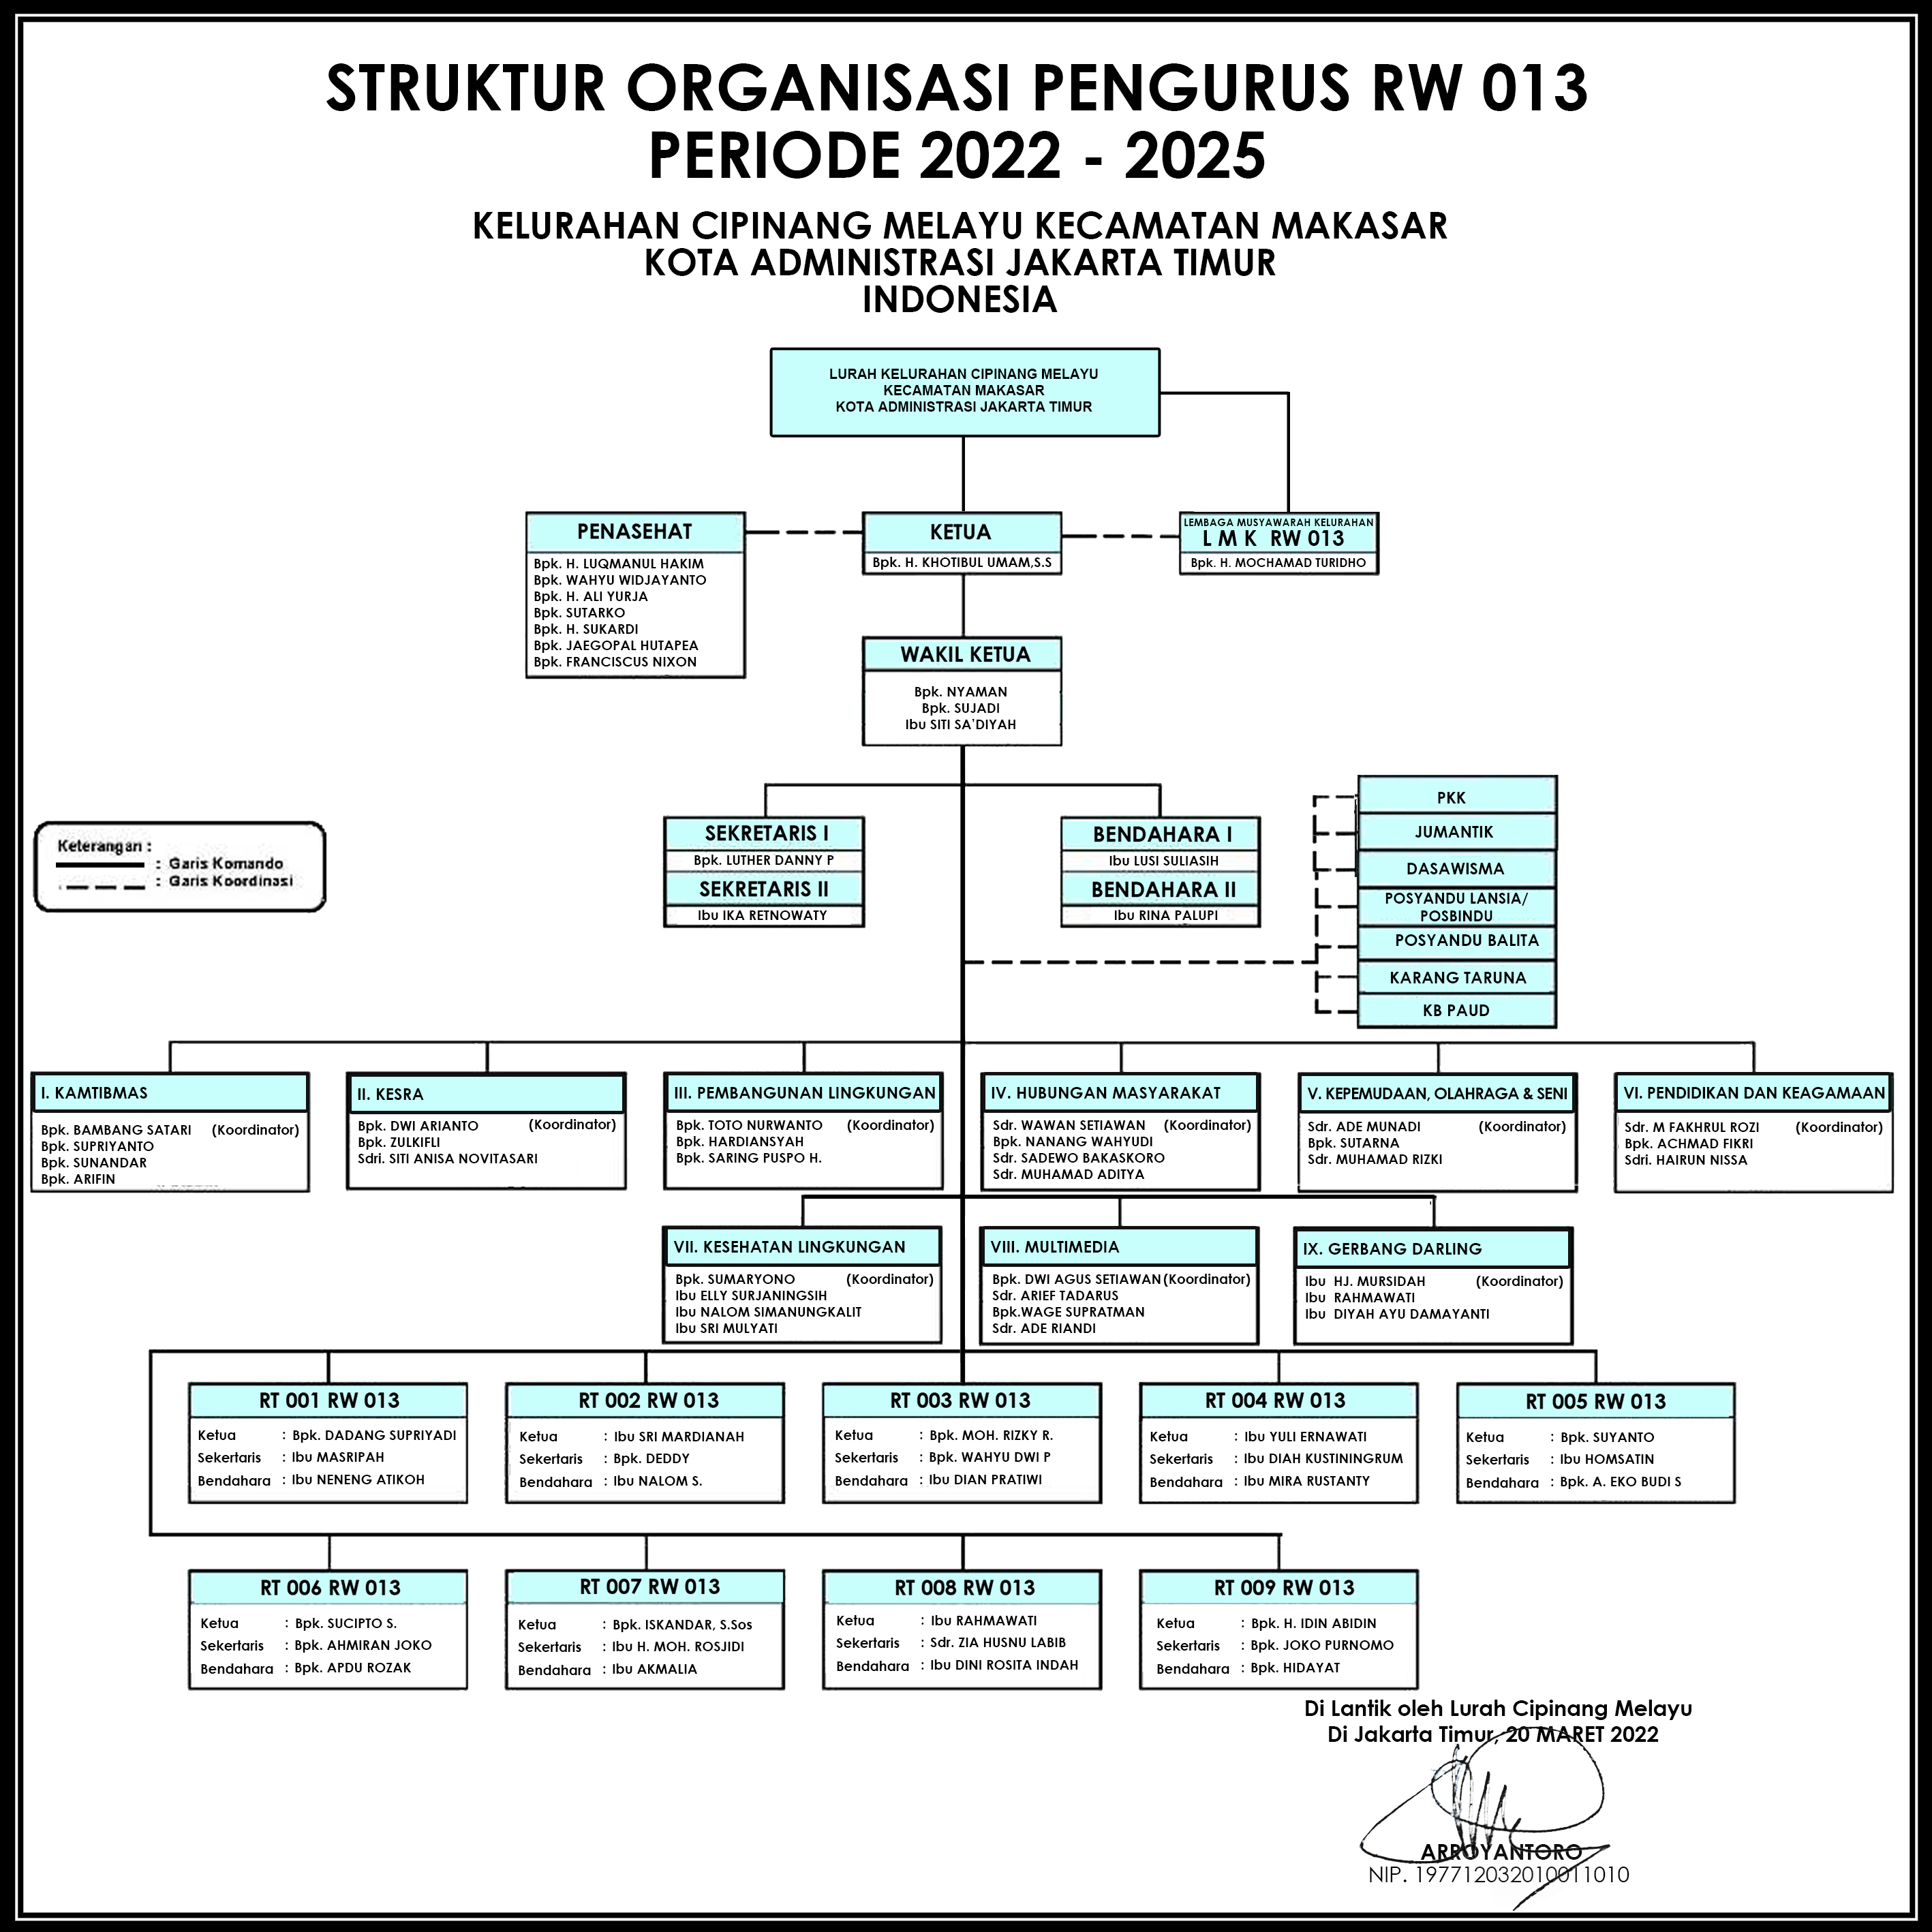 STRUKTUR ORGANISASI PENGURUS RW 013
PERIODE 2022 - 2025
KELURAHAN CIPINANG MELAYU KECAMATAN MAKASAR
KOTA ADMINISTRASI JAKARTA TIMUR
INDONESIA
LURAH KELURAHAN CIPINANG MELAYU
KECAMATAN MAKASAR
KOTA ADMINISTRASI JAKARTA TIMUR
PENASEHAT
Bpk. H. LUQMANUL HAKIM
Bpk. WAHYU WIDJAYANTO
Bpk. H. ALI YURJA
Bpk. SUTARKO
Bpk. H. SUKARDI
Bpk. JAEGOPAL HUTAPEA
Bpk. FRANCISCUS NIXON
KETUA
Bpk. H. KHOTIBUL UMAM,S.S
LEMBAGA MUSYAWARAH KELURAHAN
L M K RW 013
Bpk. H. MOCHAMAD TURIDHO
WAKIL KETUA
Bpk. NYAMAN
Bpk. SUJADI
Ibu SITI SA'DIYAH
Keterangan :
: Garis Komando
: Garis Koordinasi
SEKRETARIS I
Bpk. LUTHER DANNY P
SEKRETARIS II
Ibu IKA RETNOWATY
BENDAHARA I
Ibu LUSI SULIASIH
BENDAHARA II
Ibu RINA PALUPI
PKK
JUMANTIK
DASAWISMA
POSYANDU LANSIA/
POSBINDU
POSYANDU BALITA
KARANG TARUNA
KB PAUD
I. KAMTIBMAS
Bpk. BAMBANG SATARI (Koordinator)
Bpk. SUPRIYANTO
Bpk. SUNANDAR
Bpk. ARIFIN
II. KESRA
Bpk. DWI ARIANTO (Koordinator)
Bpk. ZULKIFLI
Sdri. SITI ANISA NOVITASARI
III. PEMBANGUNAN LINGKUNGAN
Bpk. TOTO NURWANTO (Koordinator)
Bpk. HARDIANSYAH
Bpk. SARING PUSPO H.
IV. HUBUNGAN MASYARAKAT
Sdr. WAWAN SETIAWAN (Koordinator)
Bpk. NANANG WAHYUDI
Sdr. SADEWO BAKASKORO
Sdr. MUHAMAD ADITYA
V. KEPEMUDAAN, OLAHRAGA & SENI
Sdr. ADE MUNADI (Koordinator)
Bpk. SUTARNA
Sdr. MUHAMAD RIZKI
VI. PENDIDIKAN DAN KEAGAMAAN
Sdr. M FAKHRUL ROZI (Koordinator)
Bpk. ACHMAD FIKRI
Sdri. HAIRUN NISSA
VII. KESEHATAN LINGKUNGAN
Bpk. SUMARYONO (Koordinator)
Ibu ELLY SURJANINGSIH
Ibu NALOM SIMANUNGKALIT
Ibu SRI MULYATI
VIII. MULTIMEDIA
Bpk. DWI AGUS SETIAWAN (Koordinator)
Sdr. ARIEF TADARUS
Bpk.WAGE SUPRATMAN
Sdr. ADE RIANDI
IX. GERBANG DARLING
Ibu HJ. MURSIDAH (Koordinator)
Ibu RAHMAWATI
Ibu DIYAH AYU DAMAYANTI
RT 001 RW 013
Ketua : Bpk. DADANG SUPRIYADI
Sekertaris : Ibu MASRIPAH
Bendahara : Ibu NENENG ATIKOH
RT 002 RW 013
Ketua : Ibu SRI MARDIANAH
Sekertaris : Bpk. DEDDY
Bendahara : Ibu NALOM S.
RT 003 RW 013
Ketua : Bpk. MOH. RIZKY R.
Sekertaris : Bpk. WAHYU DWI P
Bendahara : Ibu DIAN PRATIWI
RT 004 RW 013
Ketua : Ibu YULI ERNAWATI
Sekertaris : Ibu DIAH KUSTININGRUM
Bendahara : Ibu MIRA RUSTANTY
RT 005 RW 013
Ketua : Bpk. SUYANTO
Sekertaris : Ibu HOMSATIN
Bendahara : Bpk. A. EKO BUDI S
RT 006 RW 013
Ketua : Bpk. SUCIPTO S.
Sekertaris : Bpk. AHMIRAN JOKO
Bendahara : Bpk. APDU ROZAK
RT 007 RW 013
Ketua : Bpk. ISKANDAR, S.Sos
Sekertaris : Ibu H. MOH. ROSJIDI
Bendahara : Ibu AKMALIA
RT 008 RW 013
Ketua : Ibu RAHMAWATI
Sekertaris : Sdr. ZIA HUSNU LABIB
Bendahara : Ibu DINI ROSITA INDAH
RT 009 RW 013
Ketua : Bpk. H. IDIN ABIDIN
Sekertaris : Bpk. JOKO PURNOMO
Bendahara : Bpk. HIDAYAT
Di Lantik oleh Lurah Cipinang Melayu
Di Jakarta Timur, 20 MARET 2022
ARROYANTORO
NIP. 197712032010011010